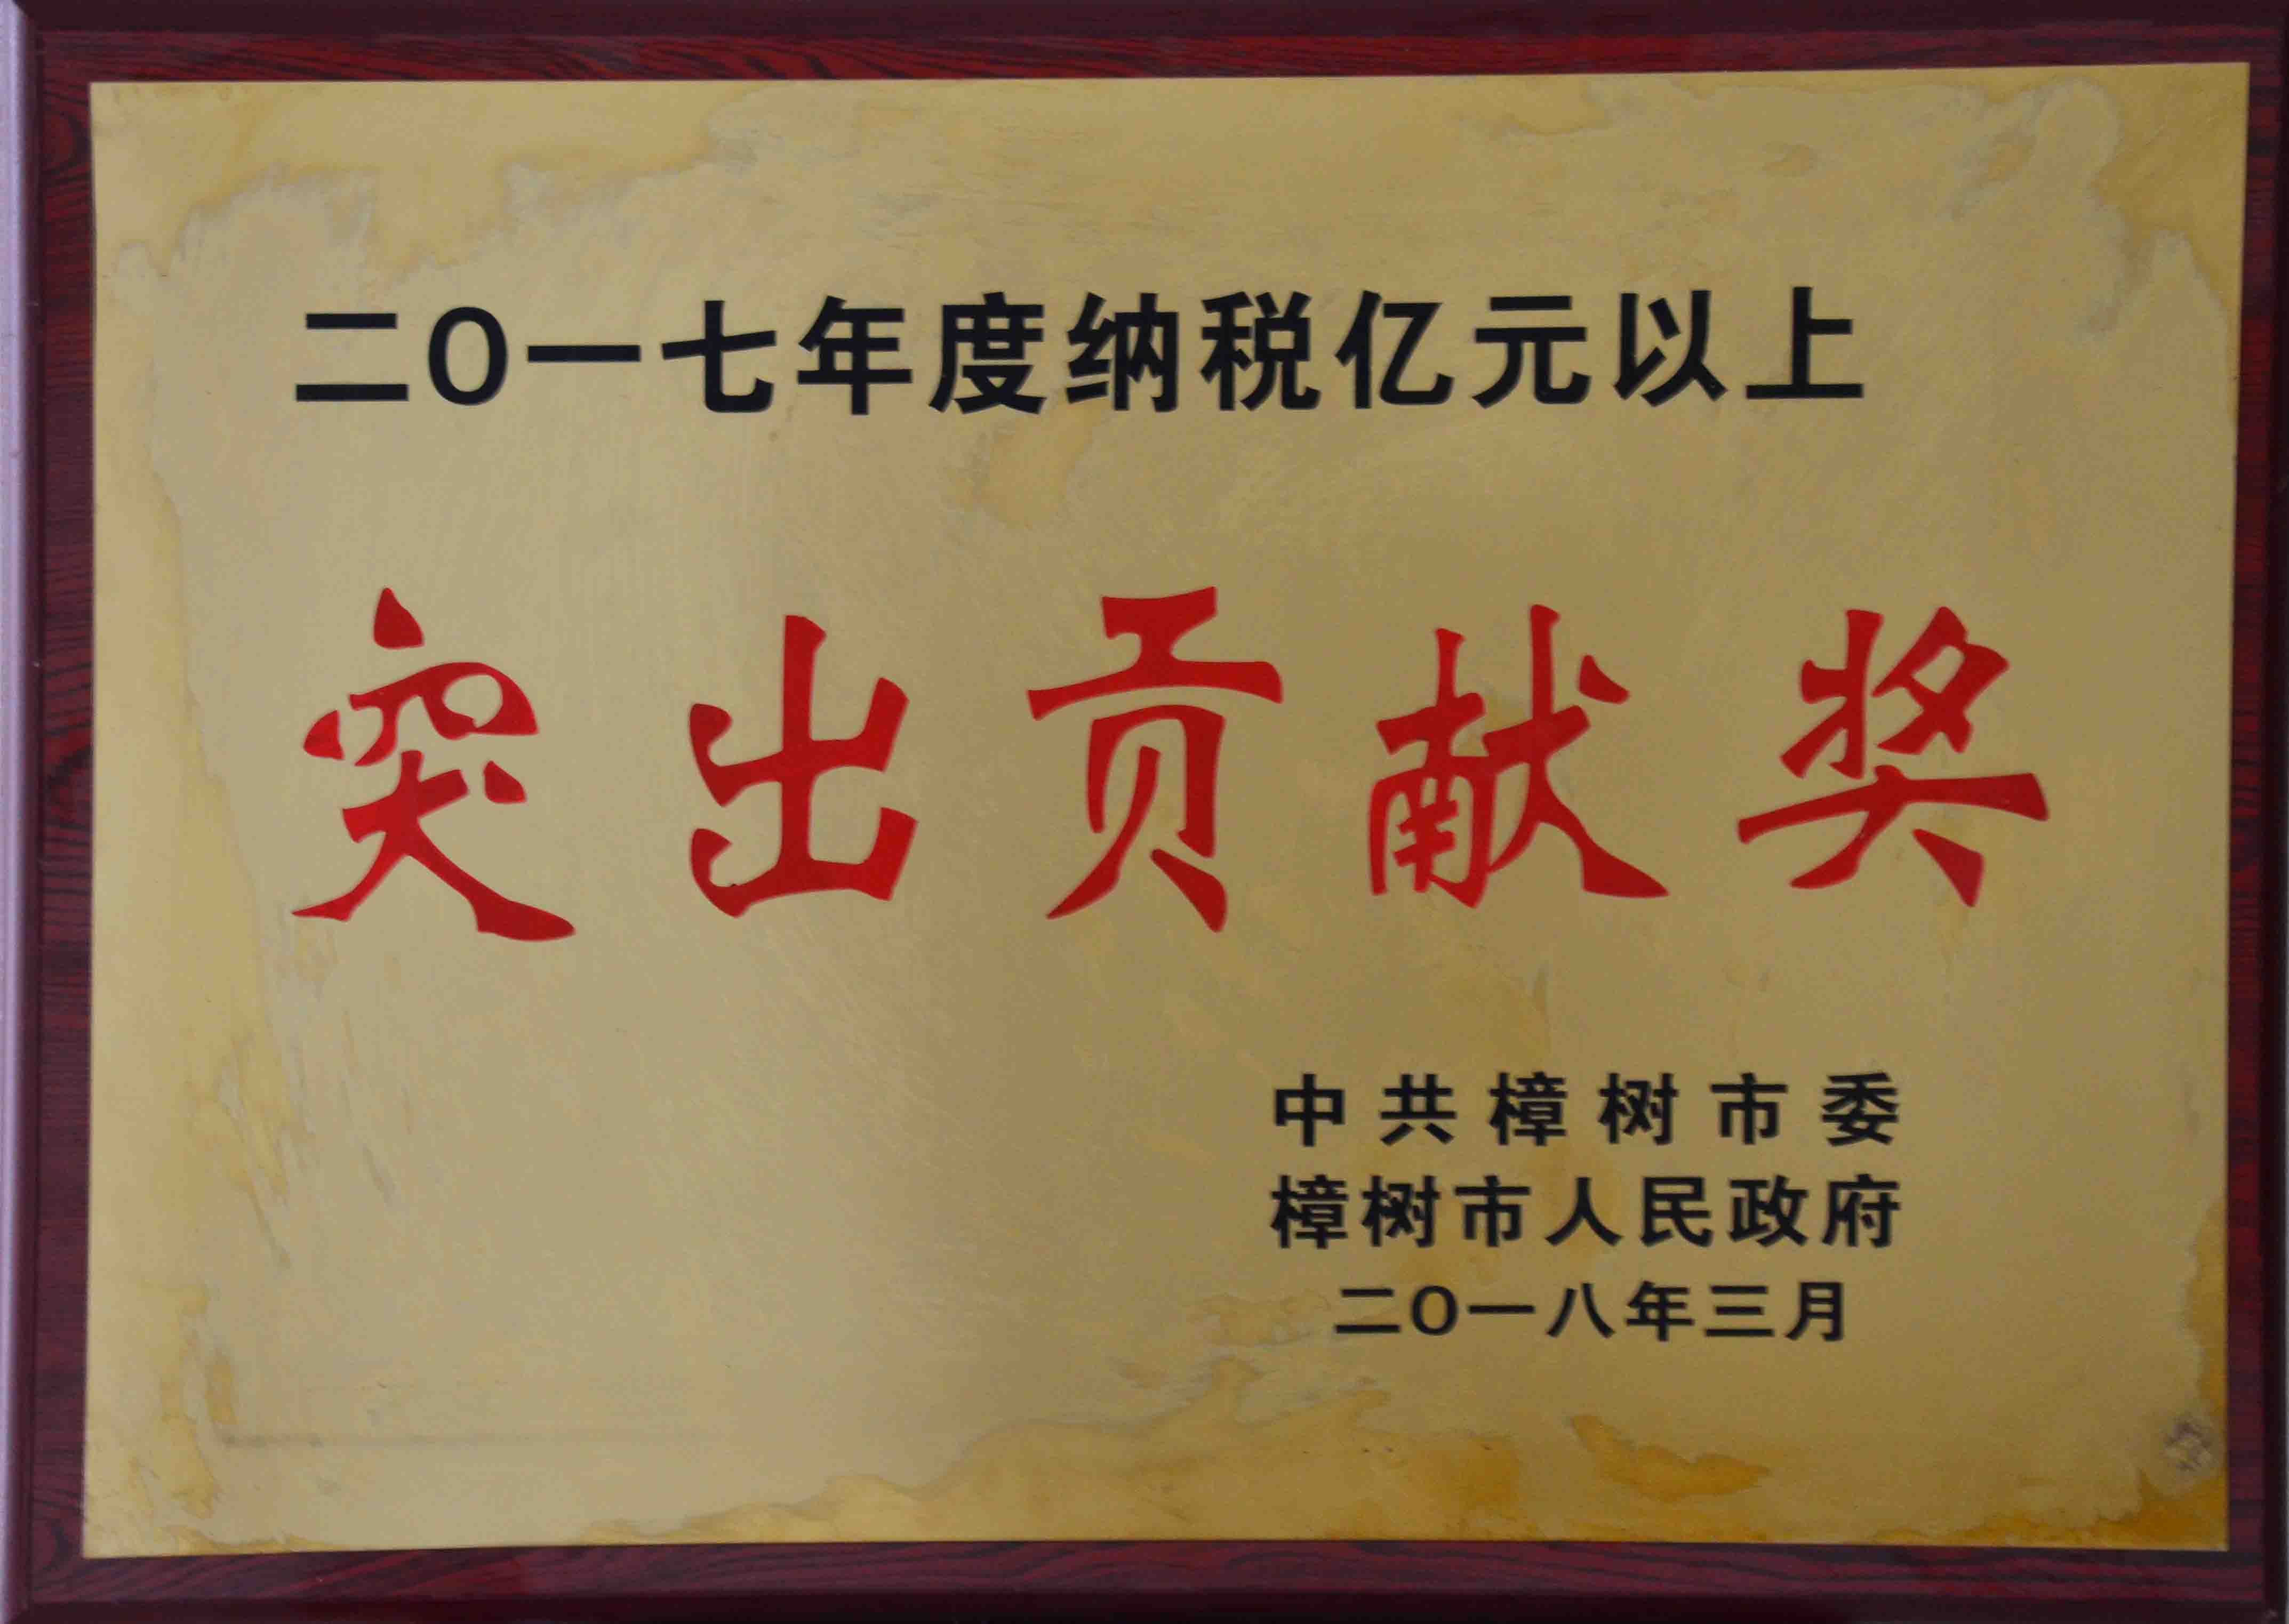 二〇一七年度纳税亿元以上
突出贡献奖
中共樟树市委
樟树市人民政府
二〇一八年三月